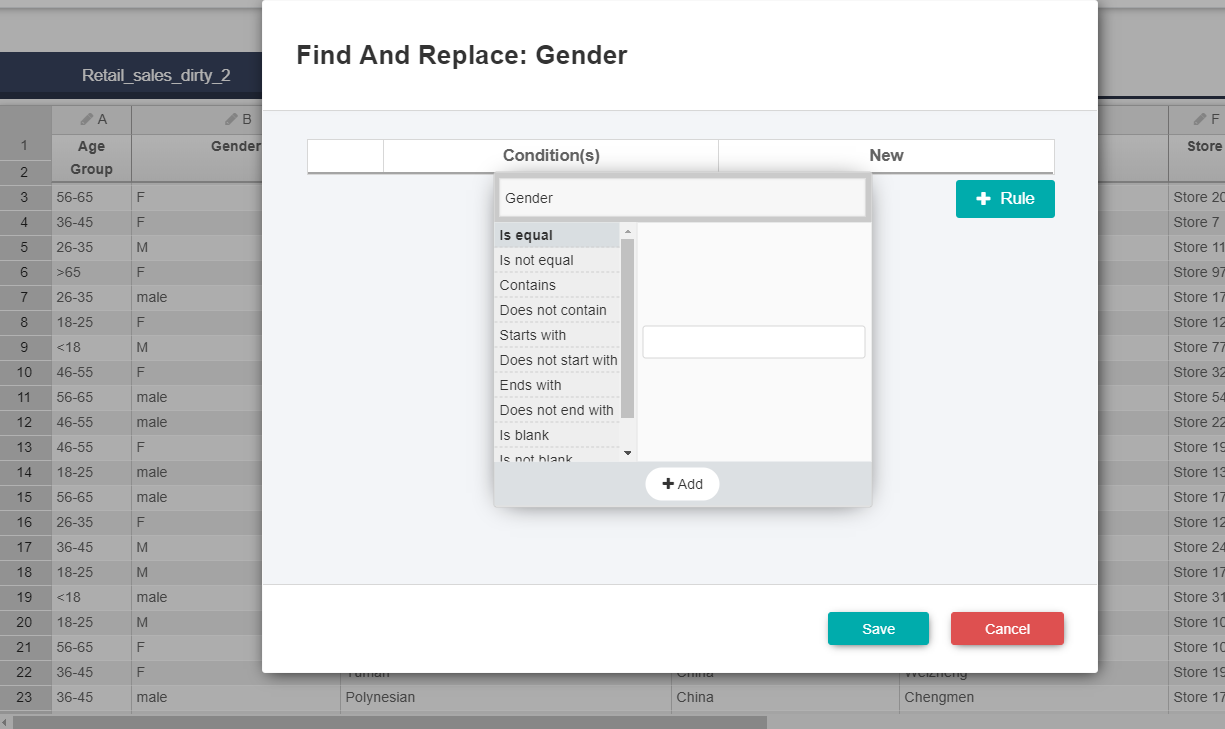 Find And Replace: Gender
Retail_sales_dirty_2
A B F
1 Age Group Gender Store
2
Condition(s) New
Gender
+ Rule
Is equal
Is not equal
Contains
Does not contain
Starts with
Does not start with
Ends with
Does not end with
Is blank
Is not blank
+ Add
Save Cancel
3 56-65 F Store 20
4 36-45 F Store 7
5 26-35 M Store 11
6 >65 F Store 97
7 26-35 male Store 17
8 18-25 F Store 12
9 <18 M Store 77
10 46-55 F Store 32
11 56-65 male Store 54
12 46-55 male Store 22
13 46-55 F Store 19
14 18-25 male Store 13
15 56-65 male Store 17
16 26-35 F Store 12
17 36-45 M Store 24
18 18-25 M Store 17
19 <18 male Store 31
20 18-25 M Store 10
21 56-65 F Store 10
22 36-45 F China Weizheng Store 19
23 36-45 male Polynesian China Chengmen Store 17